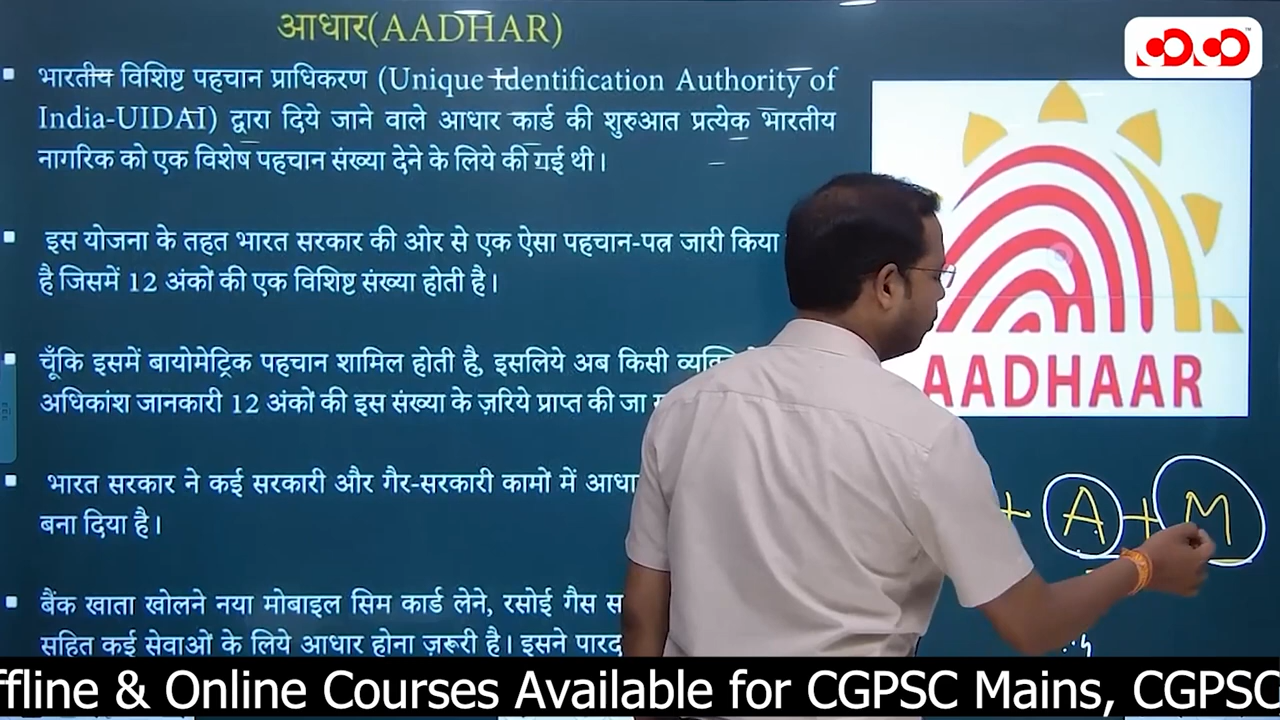 आधार(AADHAR)
भारतीय विशिष्ट पहचान प्राधिकरण (Unique Identification Authority of
India-UIDAI) द्वारा दिये जाने वाले आधार कार्ड की शुरुआत प्रत्येक भारतीय
नागरिक को एक विशेष पहचान संख्या देने के लिये की गई थी।
इस योजना के तहत भारत सरकार की ओर से एक ऐसा पहचान-पत्र जारी किया
है जिसमें 12 अंकों की एक विशिष्ट संख्या होती है।
चूँकि इसमें बायोमेट्रिक पहचान शामिल होती है, इसलिये अब किसी
अधिकांश जानकारी 12 अंकों की इस संख्या के ज़रिये प्राप्त की जा
भारत सरकार ने कई सरकारी और गैर-सरकारी कामों में
बना दिया है।
बैंक खाता खोलने नया मोबाइल सिम कार्ड लेने, रसोई गैस
सहित कई सेवाओं के लिये आधार होना ज़रूरी है। इसने
AADHAAR
+ A + M
ffline & Online Courses Available for CGPSC Mains, CGPSC